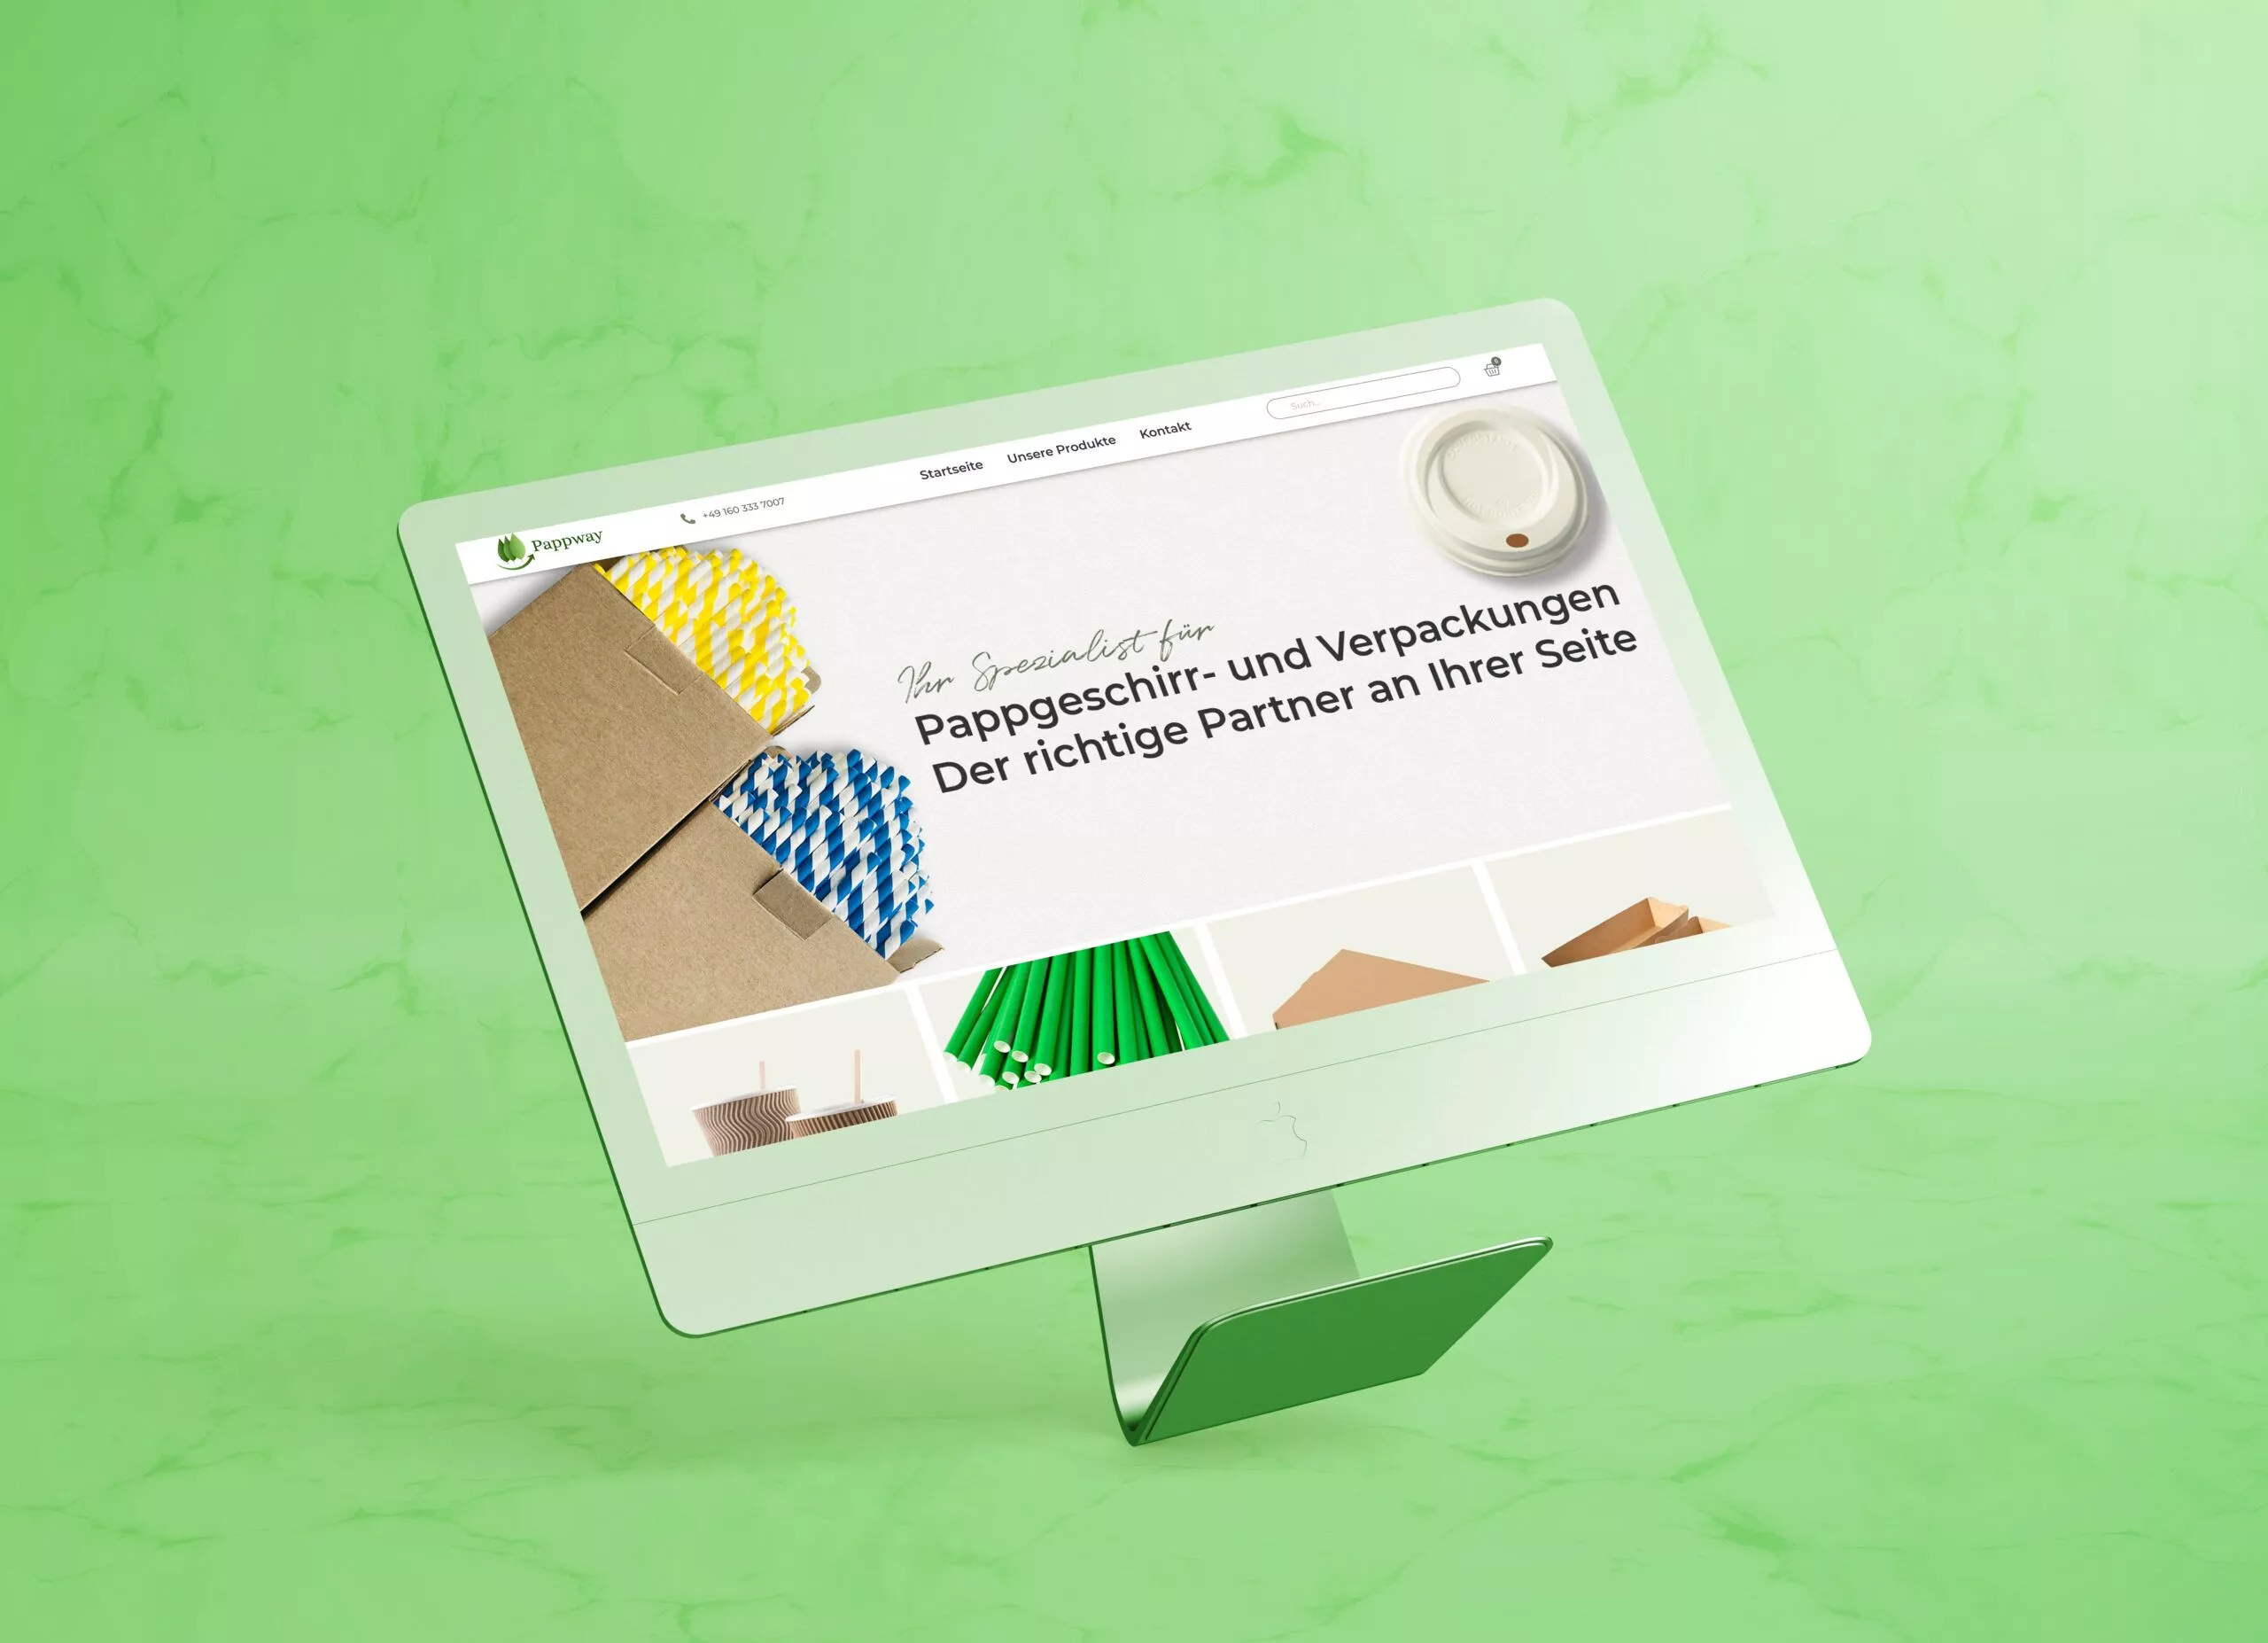 Pappway
+49 160 333 7007
Startseite
Unsere Produkte
Kontakt
Such...
Ihr Spezialist für
Pappgeschirr- und Verpackungen
Der richtige Partner an Ihrer Seite